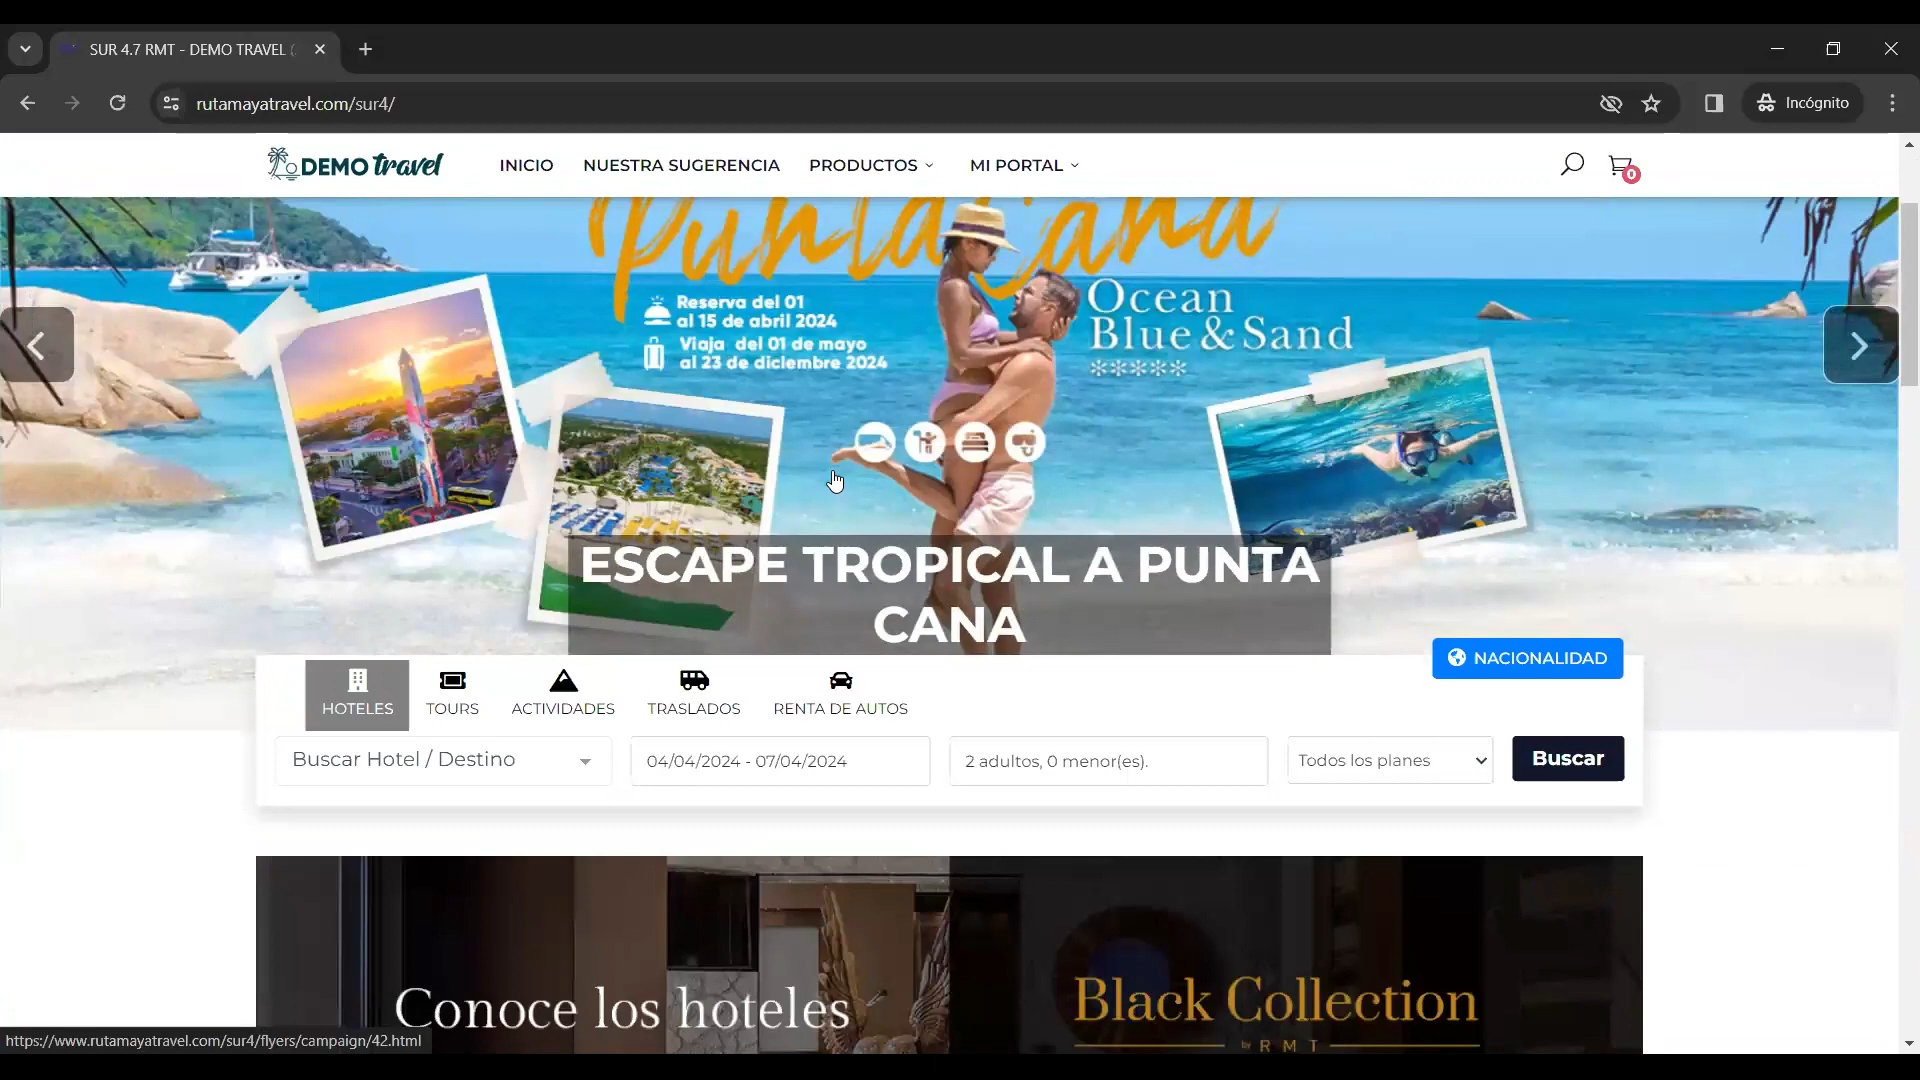 SUR 4.7 RMT - DEMO TRAVEL (
rutamayatravel.com/sur4/
Incógnito
DEMO travel
INICIO
NUESTRA SUGERENCIA
PRODUCTOS
MI PORTAL
0
Punta Cana
Reserva del 01
al 15 de abril 2024
Viaja del 01 de mayo
al 23 de diciembre 2024
Ocean
Blue & Sand
*****
ESCAPE TROPICAL A PUNTA
CANA
NACIONALIDAD
HOTELES
TOURS
ACTIVIDADES
TRASLADOS
RENTA DE AUTOS
Buscar Hotel / Destino
04/04/2024 - 07/04/2024
2 adultos, 0 menor(es).
Todos los planes
Buscar
Conoce los hoteles
Black Collection
by RMT
https://www.rutamayatravel.com/sur4/flyers/campaign/42.html